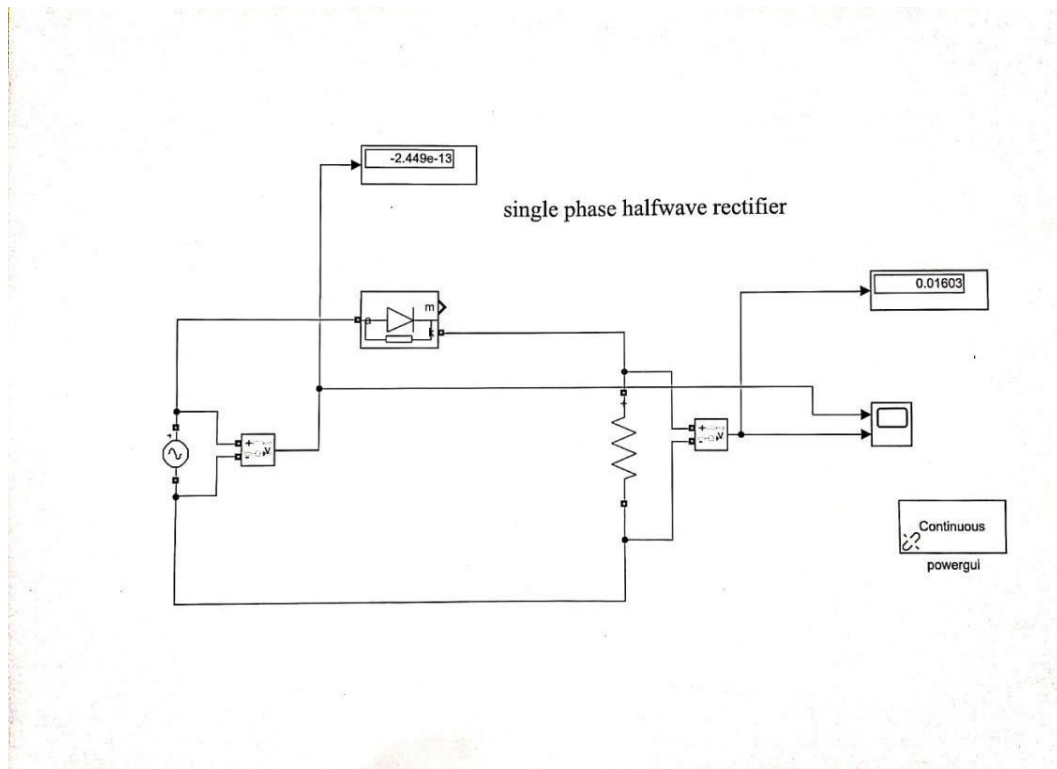 -2.449e-13
single phase halfwave rectifier
0.01603
m
a
k
+
+
v
-
+
v
-
Continuous
powergui